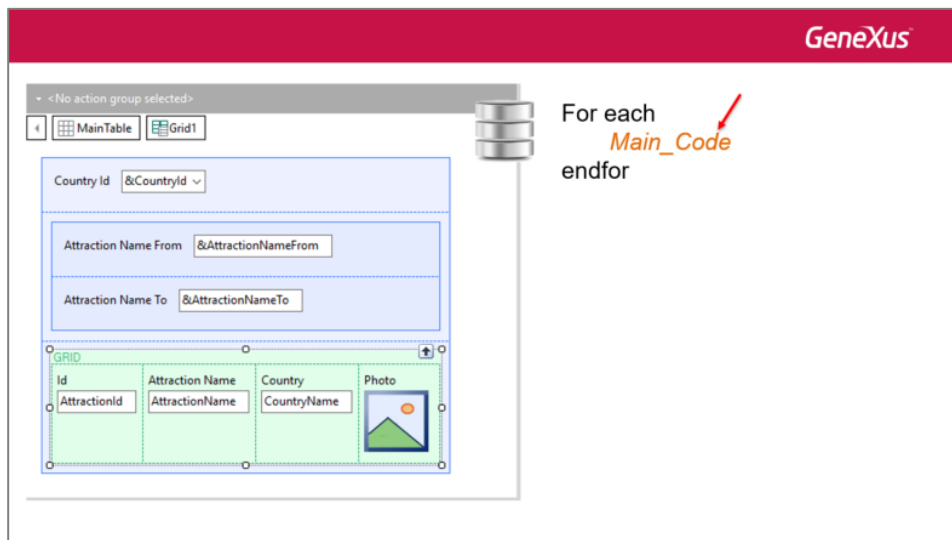 GeneXus™
<No action group selected>
MainTable Grid1
For each
Main_Code
endfor
Country Id &CountryId
Attraction Name From &AttractionNameFrom
Attraction Name To &AttractionNameTo
GRID
Id Attraction Name Country Photo
AttractionId AttractionName CountryName